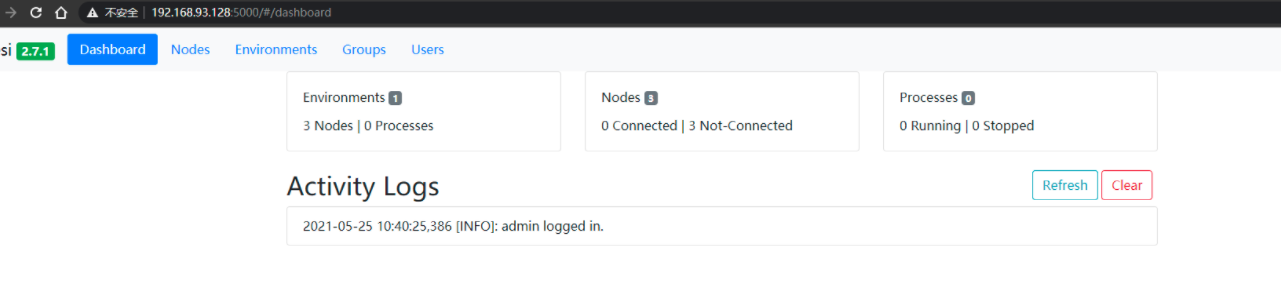 不安全 192.168.93.128:5000/#/dashboard
si 2.7.1 Dashboard Nodes Environments Groups Users
Environments 1 Nodes 3 Processes 0
3 Nodes | 0 Processes 0 Connected | 3 Not-Connected 0 Running | 0 Stopped
Activity Logs Refresh Clear
2021-05-25 10:40:25,386 [INFO]: admin logged in.